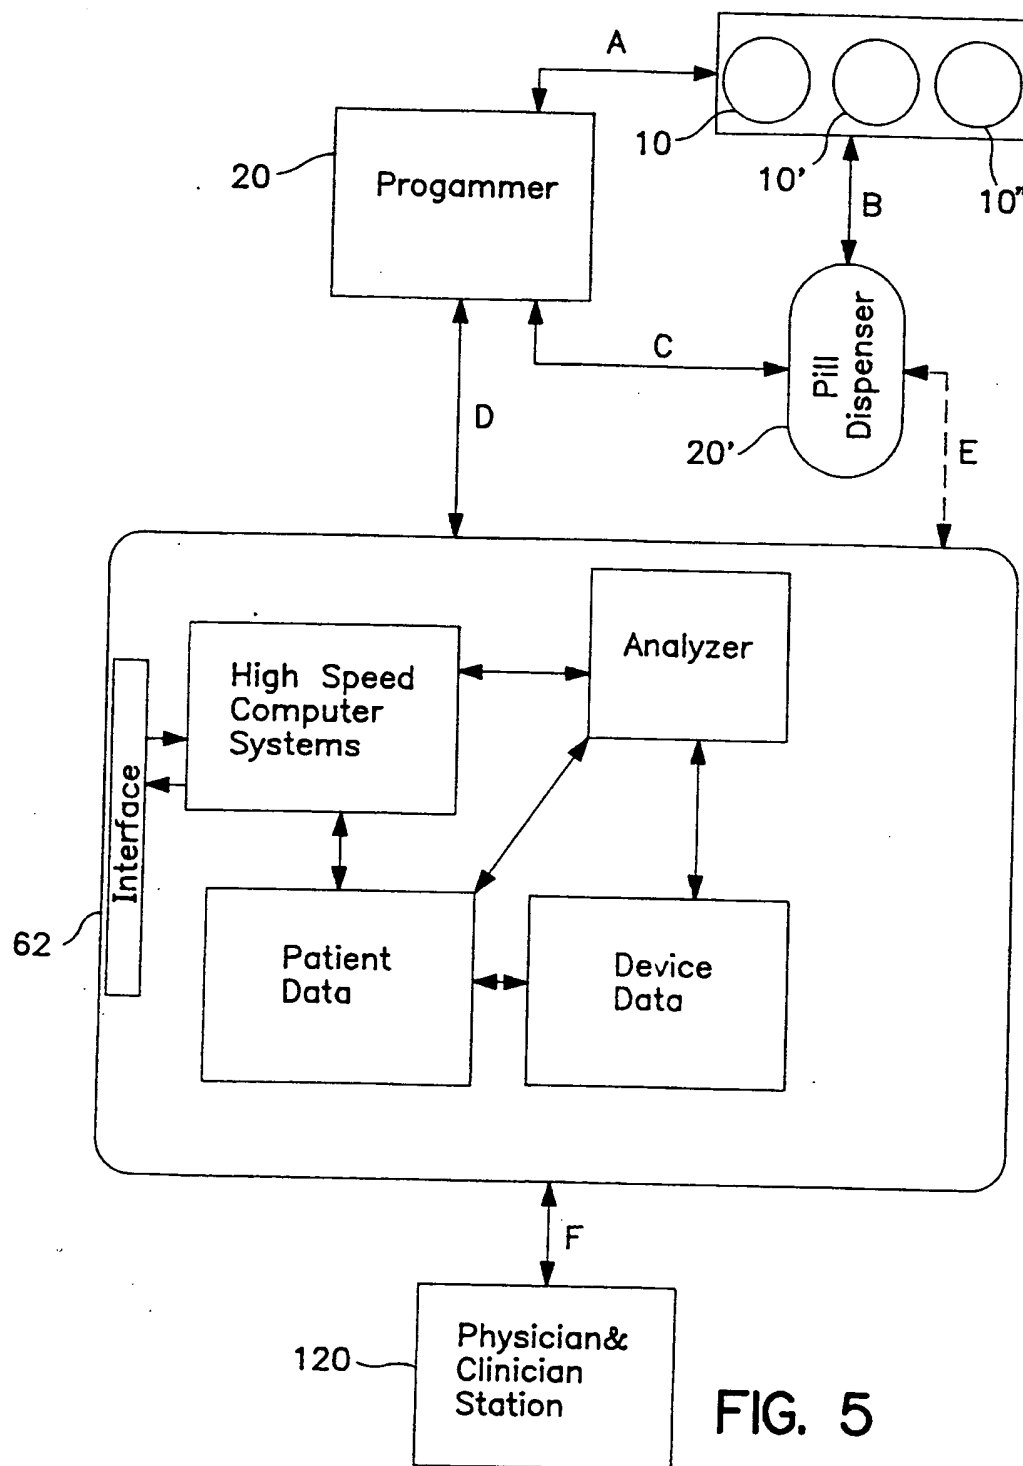 A
10
10'
10"
20
Progammer
B
C
Pill
Dispenser
20'
D
E
Analyzer
High Speed
Computer
Systems
Interface
62
Patient
Data
Device
Data
F
120
Physician&
Clinician
Station
FIG. 5